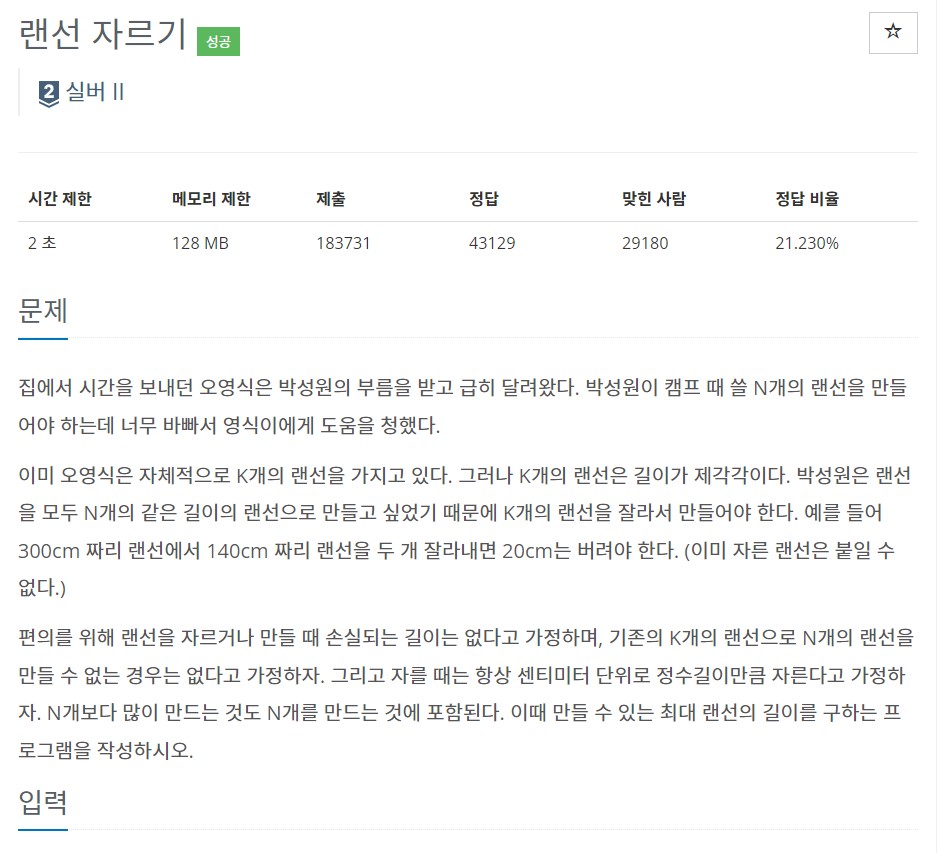 랜선 자르기 성공
☆
2 실버 II
시간 제한 메모리 제한 제출 정답 맞힌 사람 정답 비율
2 초 128 MB 183731 43129 29180 21.230%
문제
집에서 시간을 보내던 오영식은 박성원의 부름을 받고 급히 달려왔다. 박성원이 캠프 때 쓸 N개의 랜선을 만들
어야 하는데 너무 바빠서 영식이에게 도움을 청했다.
이미 오영식은 자체적으로 K개의 랜선을 가지고 있다. 그러나 K개의 랜선은 길이가 제각각이다. 박성원은 랜선
을 모두 N개의 같은 길이의 랜선으로 만들고 싶었기 때문에 K개의 랜선을 잘라서 만들어야 한다. 예를 들어
300cm 짜리 랜선에서 140cm 짜리 랜선을 두 개 잘라내면 20cm는 버려야 한다. (이미 자른 랜선은 붙일 수
없다.)
편의를 위해 랜선을 자르거나 만들 때 손실되는 길이는 없다고 가정하며, 기존의 K개의 랜선으로 N개의 랜선을
만들 수 없는 경우는 없다고 가정하자. 그리고 자를 때는 항상 센티미터 단위로 정수길이만큼 자른다고 가정하
자. N개보다 많이 만드는 것도 N개를 만드는 것에 포함된다. 이때 만들 수 있는 최대 랜선의 길이를 구하는 프
로그램을 작성하시오.
입력